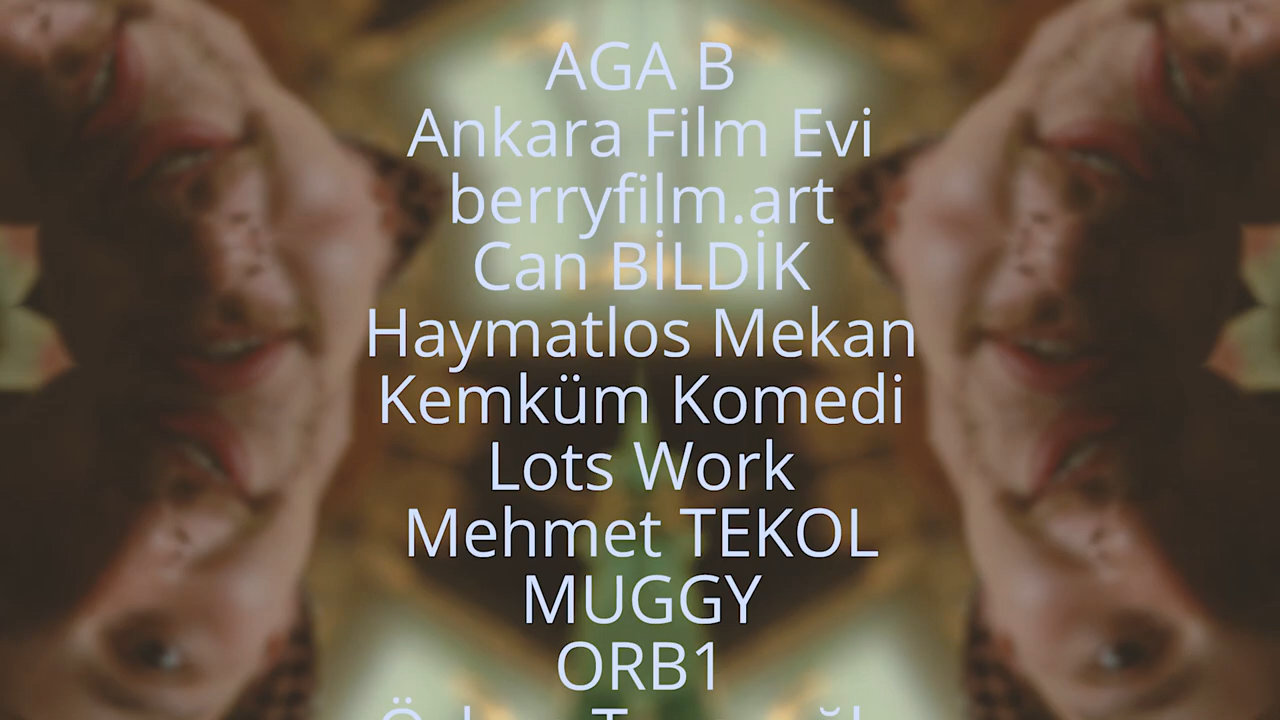 AGA B
Ankara Film Evi
berryfilm.art
Can BİLDİK
Haymatlos Mekan
Kemküm Komedi
Lots Work
Mehmet TEKOL
MUGGY
ORB1